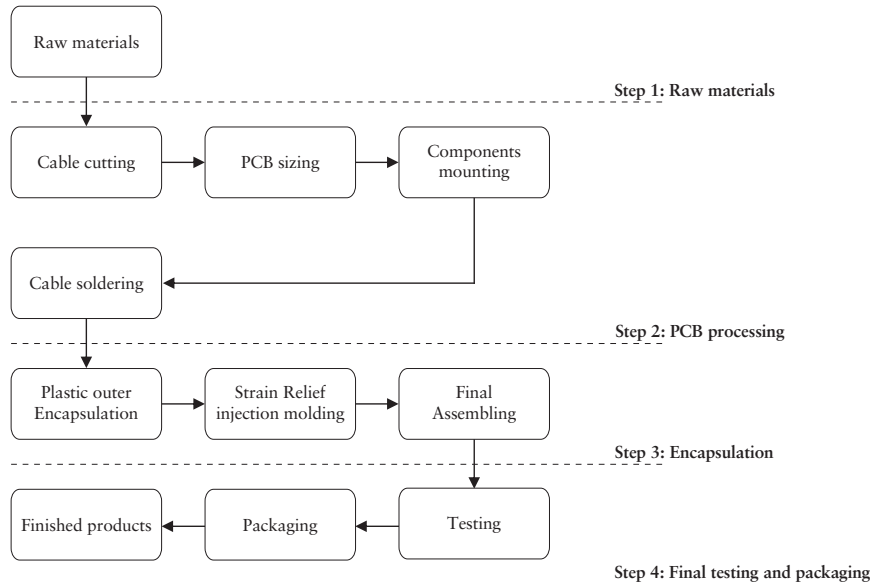 Raw materials
Step 1: Raw materials
Cable cutting
PCB sizing
Components
mounting
Cable soldering
Step 2: PCB processing
Plastic outer
Encapsulation
Strain Relief
injection molding
Final
Assembling
Step 3: Encapsulation
Finished products
Packaging
Testing
Step 4: Final testing and packaging